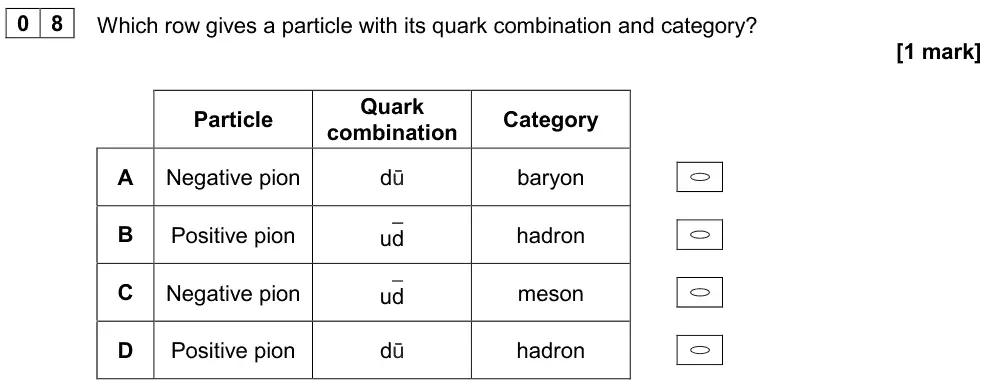 0 8 Which row gives a particle with its quark combination and category?
[1 mark]
Particle Quark combination Category
A Negative pion dū baryon
B Positive pion ud̅ hadron
C Negative pion ud̅ meson
D Positive pion dū hadron